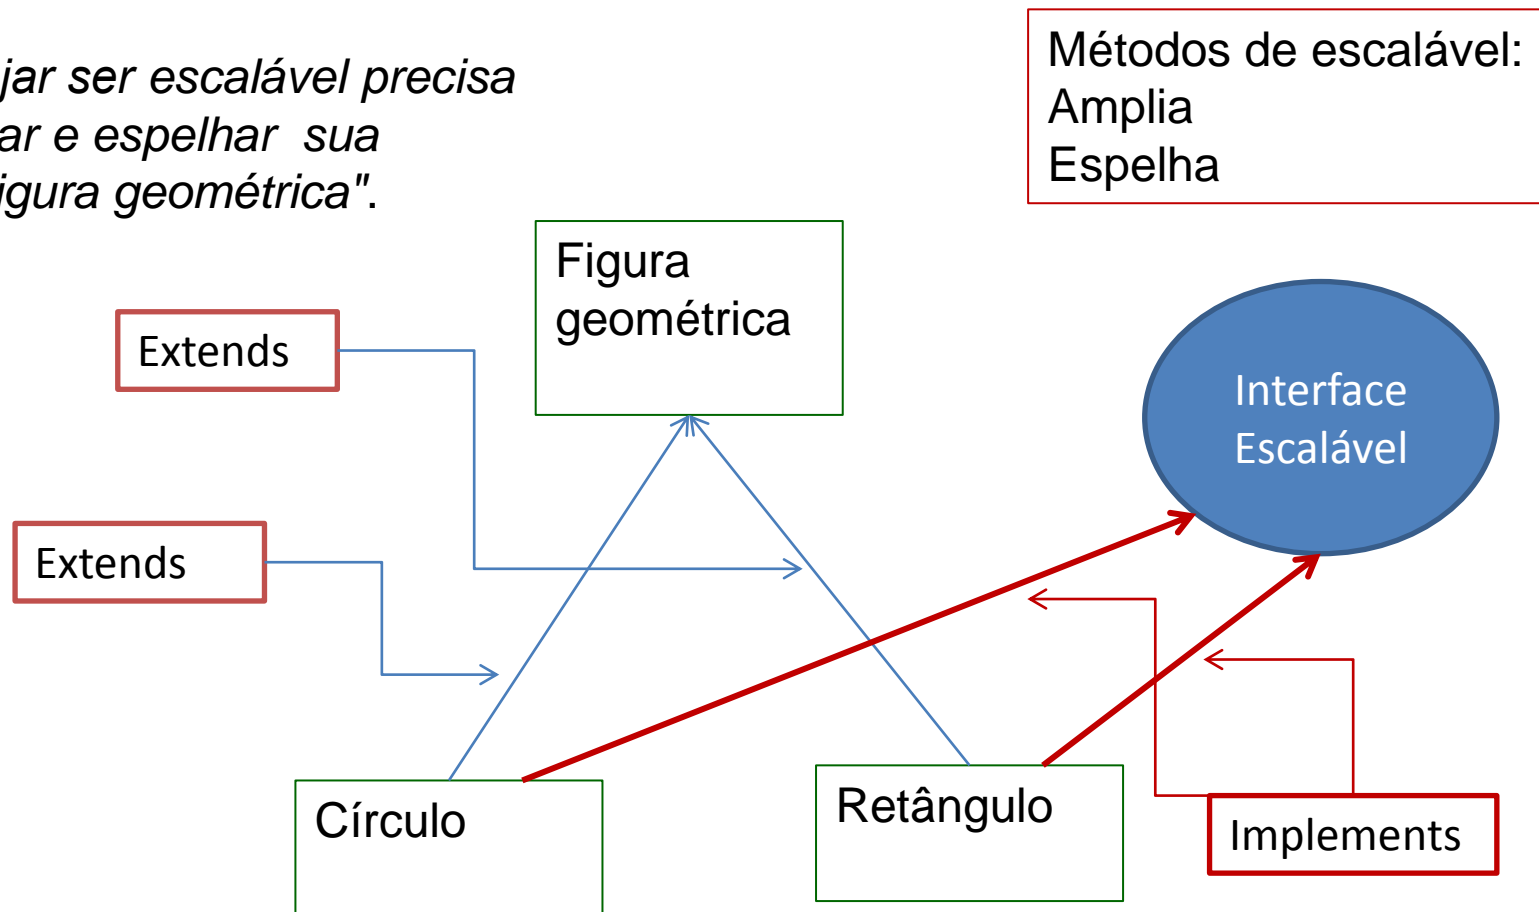 jar ser escalável precisa
ar e espelhar sua
igura geométrica".
Métodos de escalável:
Amplia
Espelha
Figura
geométrica
Extends
Interface
Escalável
Extends
Círculo
Retângulo
Implements